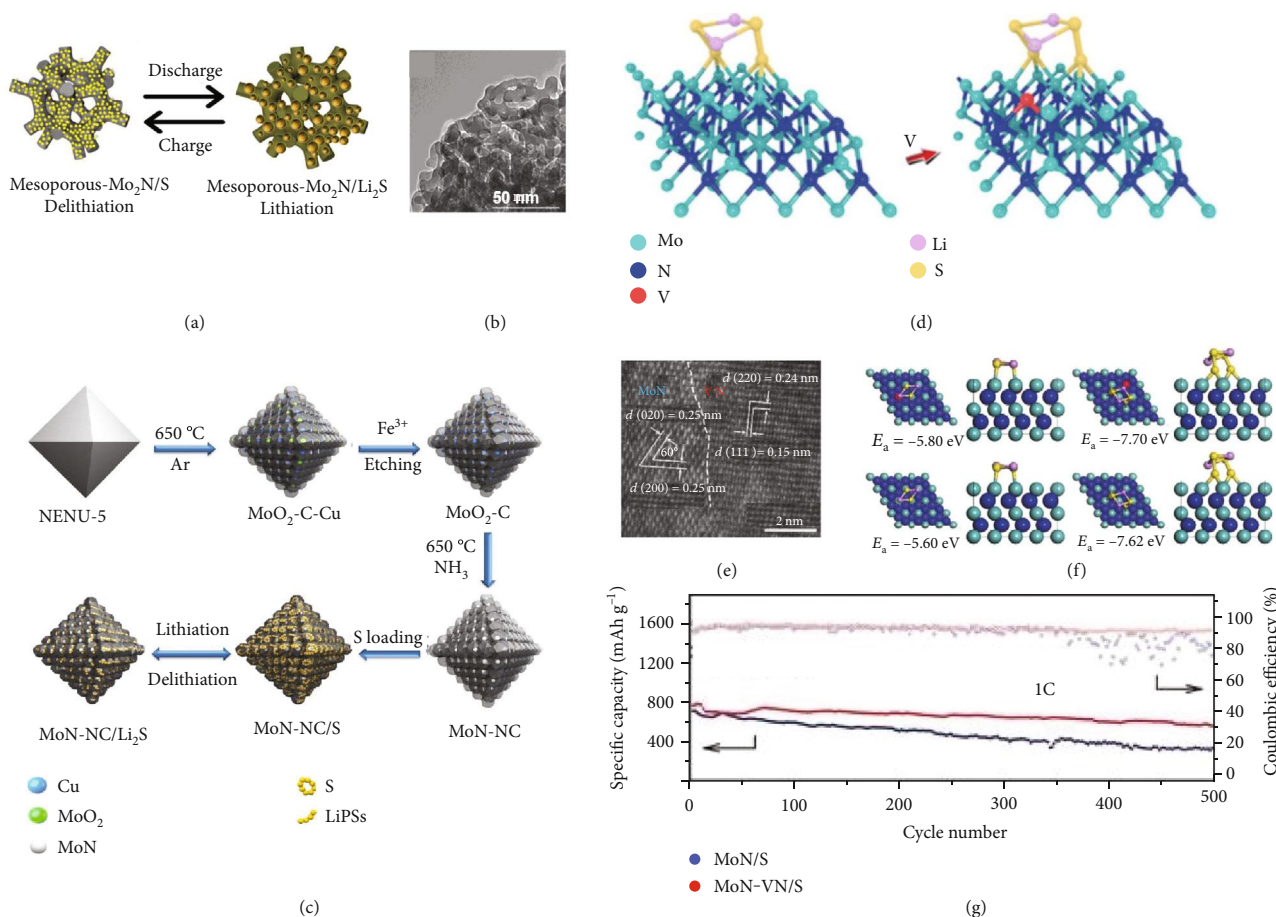 Discharge
Charge
Mesoporous-Mo₂N/S
Delithiation
Mesoporous-Mo₂N/Li₂S
Lithiation
(a)
50 nm
(b)
V
Mo
N
V
Li
S
(d)
NENU-5
650 °C
Ar
MoO₂-C-Cu
Fe³⁺
Etching
MoO₂-C
650 °C
NH₃
MoN-NC
S loading
MoN-NC/S
Lithiation
Delithiation
MoN-NC/Li₂S
Cu
MoO₂
MoN
S
LiPSs
(c)
MoN
d (220) = 0.24 nm
d (020) = 0.25 nm
60°
d (111) = 0.15 nm
d (200) = 0.25 nm
2 nm
(e)
Eₐ = −5.80 eV
Eₐ = −7.70 eV
Eₐ = −5.60 eV
Eₐ = −7.62 eV
(f)
Specific capacity (mAh g⁻¹)
1600
1200
800
400
0
100
200
300
400
500
Cycle number
1C
100
80
60
40
20
0
Coulombic efficiency (%)
MoN/S
MoN-VN/S
(g)